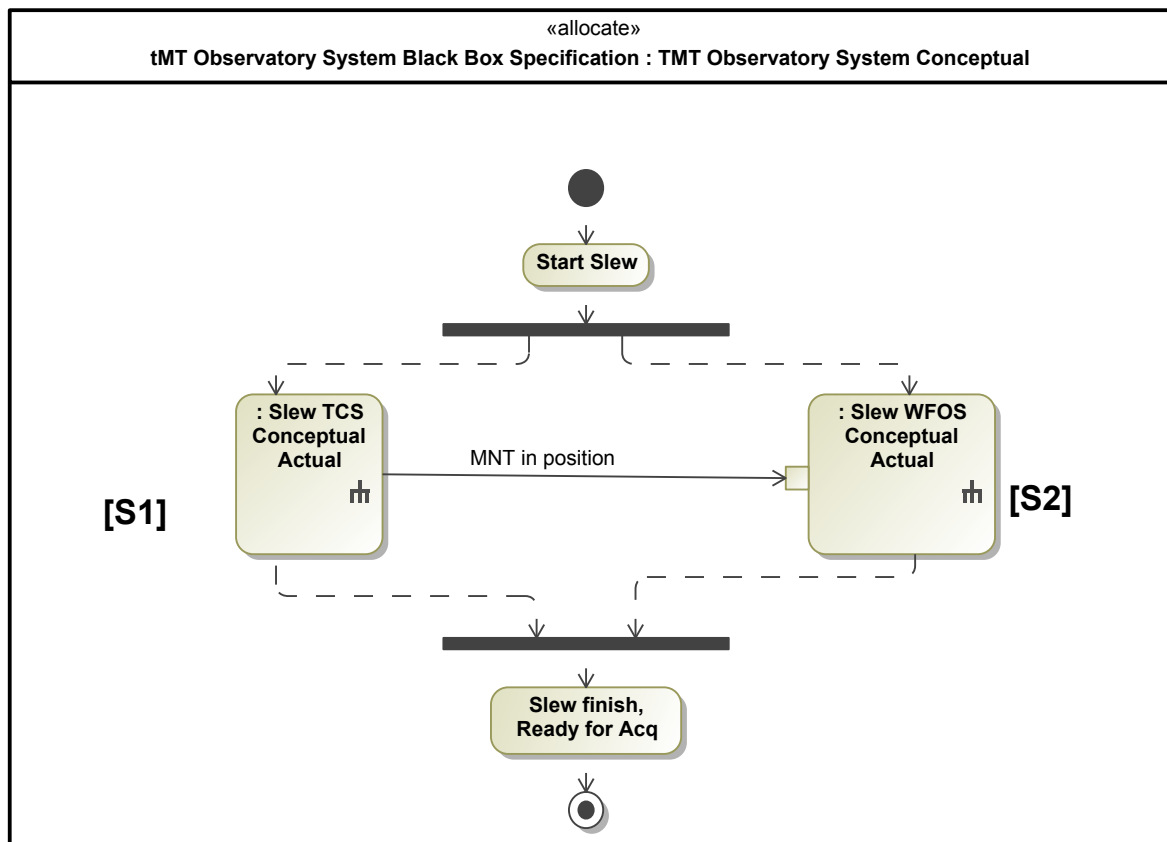 «allocate»
tMT Observatory System Black Box Specification : TMT Observatory System Conceptual
Start Slew
: Slew TCS
Conceptual
Actual
: Slew WFOS
Conceptual
Actual
MNT in position
[S1]
[S2]
Slew finish,
Ready for Acq